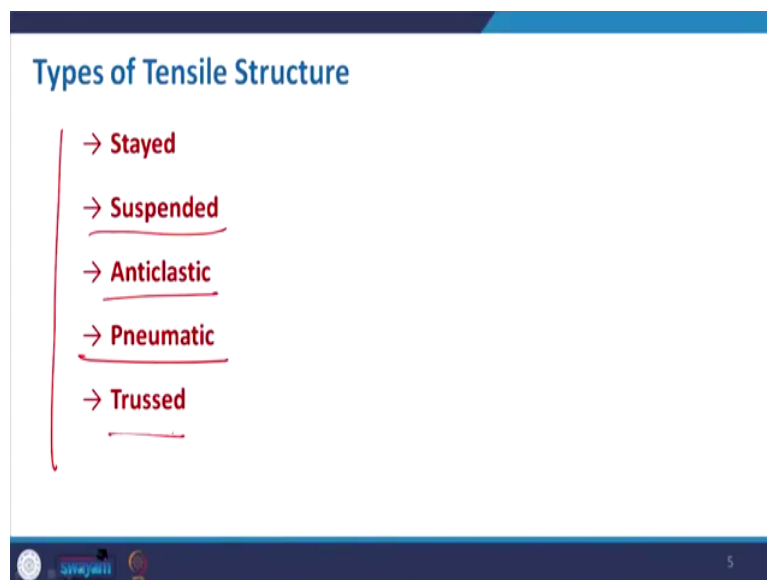 Types of Tensile Structure
→ Stayed
→ Suspended
→ Anticlastic
→ Pneumatic
→ Trussed
swayam
5